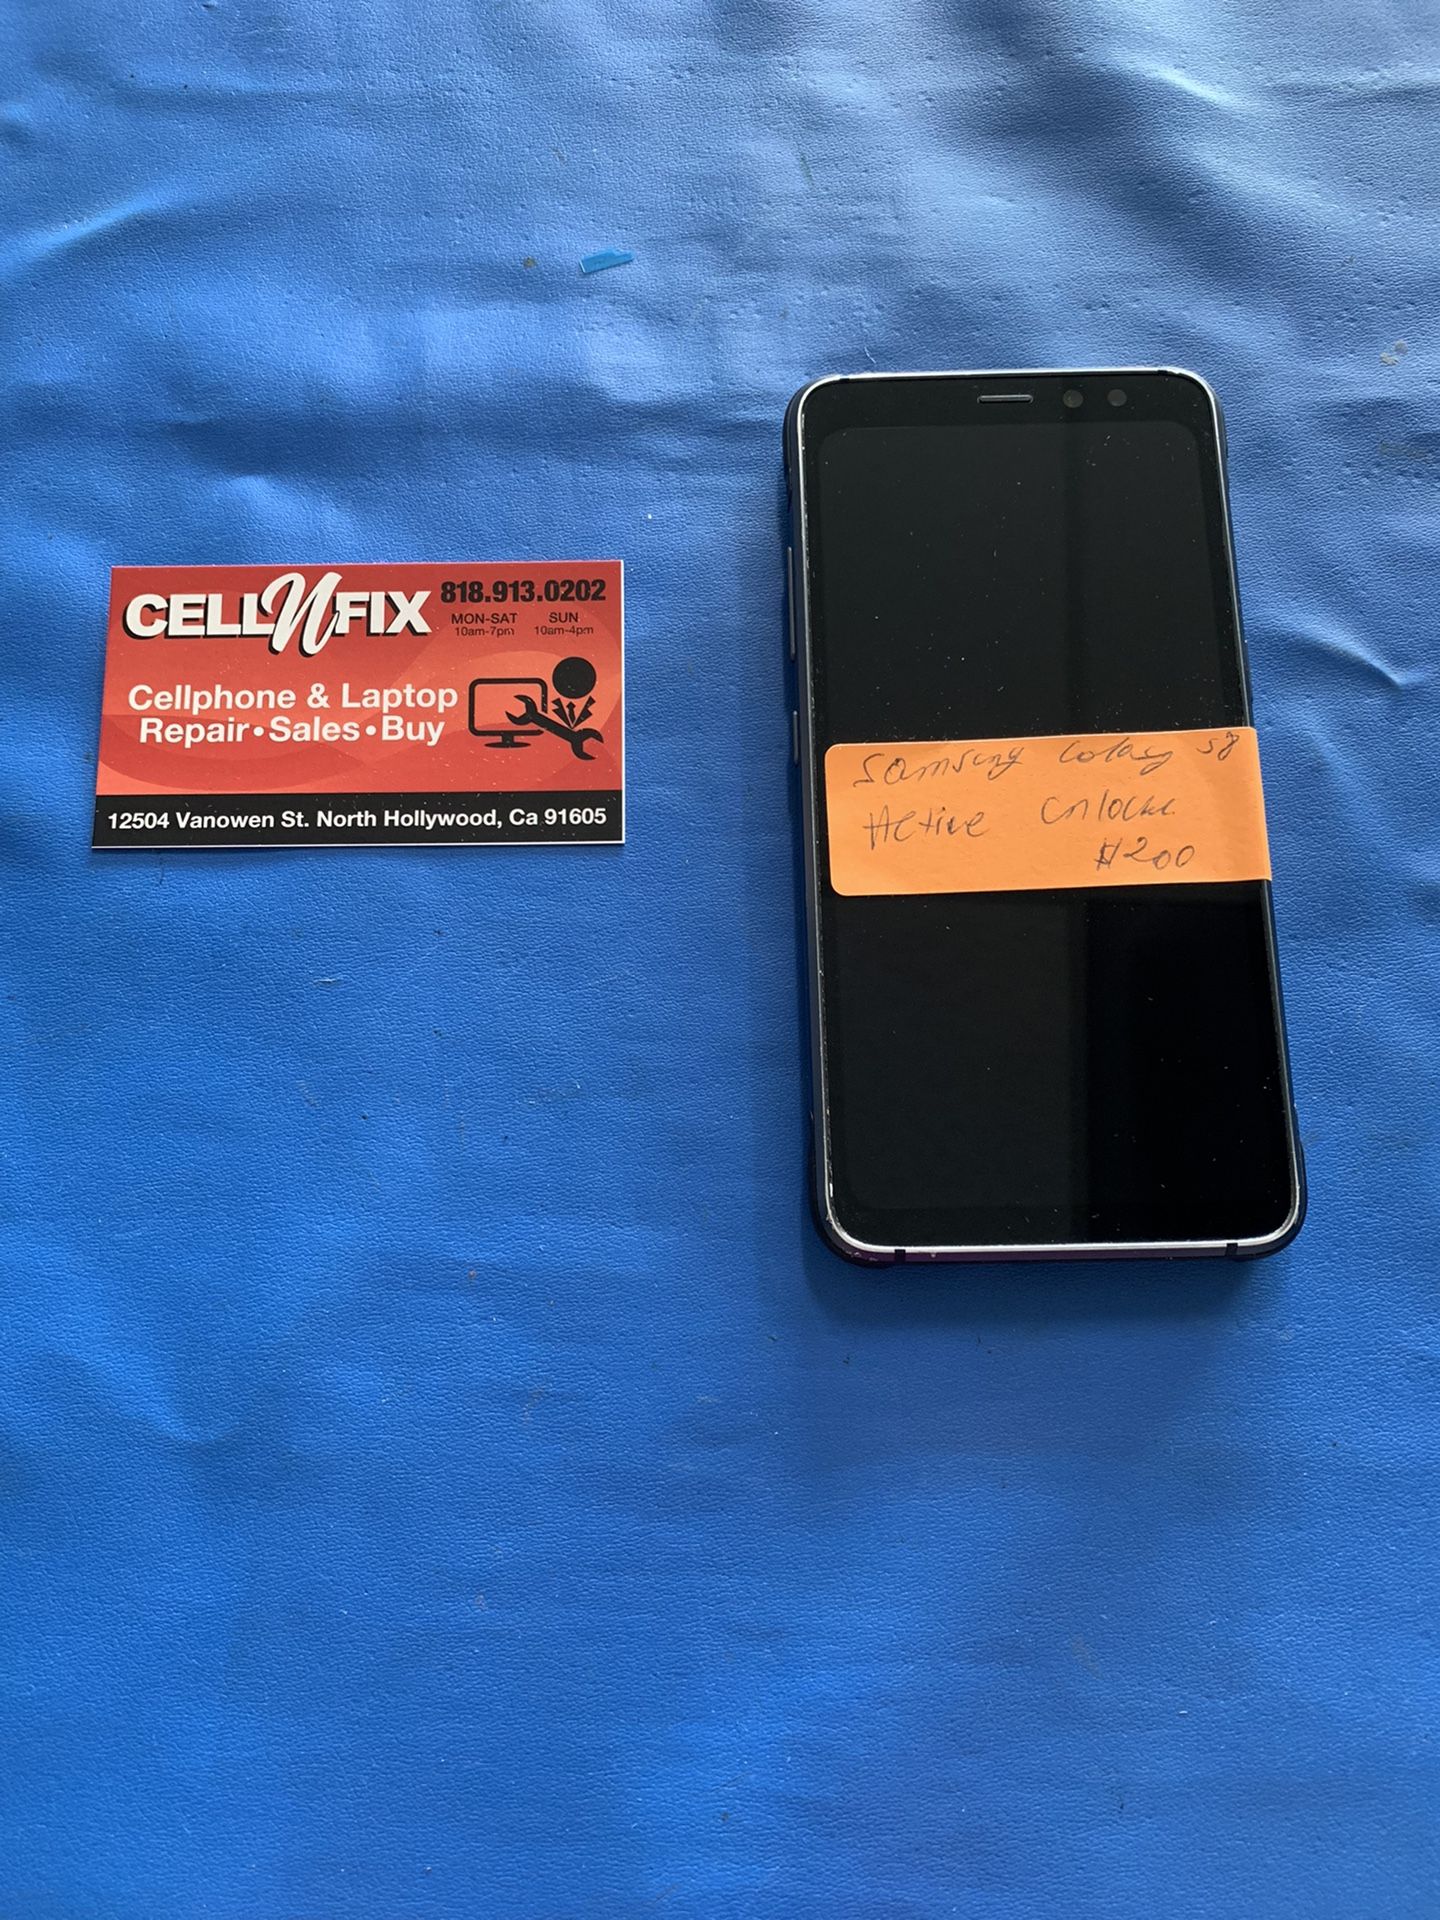 CELLNFIX
818.913.0202
MON-SAT SUN
10am-7pm 10am-4pm
Cellphone & Laptop
Repair•Sales•Buy
12504 Vanowen St. North Hollywood, Ca 91605
Samsung Galaxy S8
Active
$200